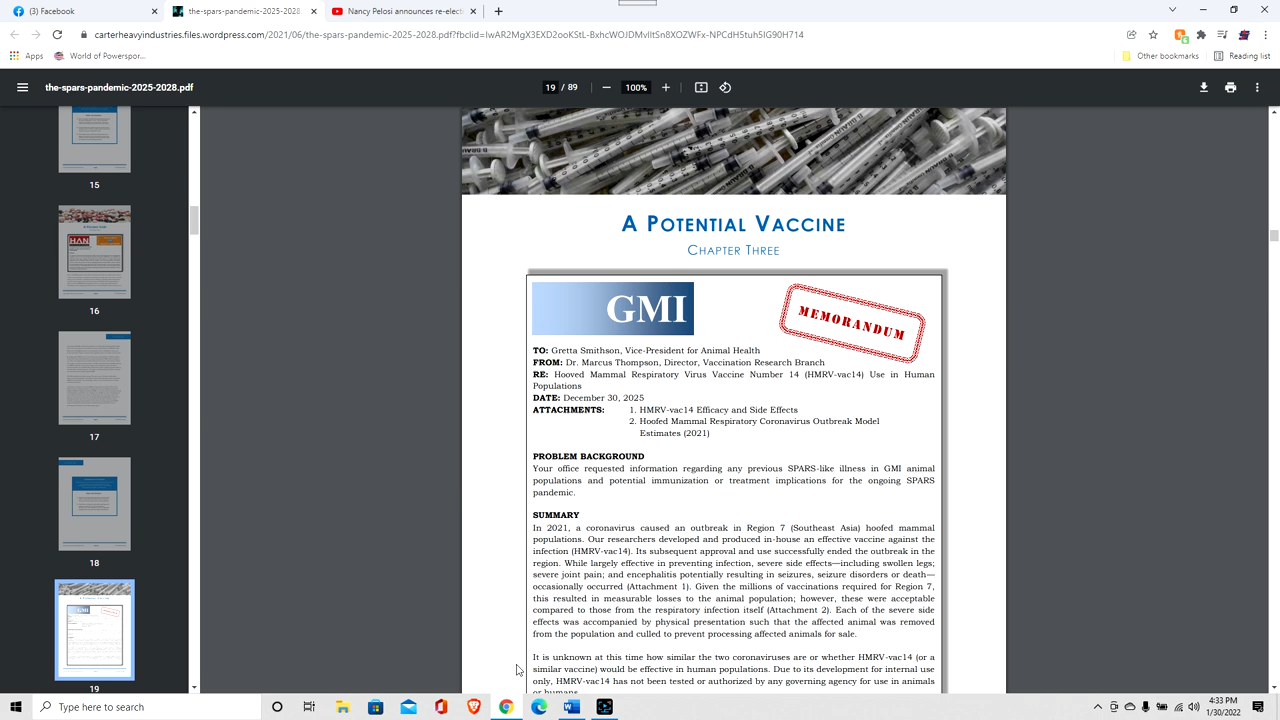 (3) Facebook
the-spars-pandemic-2025-2028.
Nancy Pelosi announces re-elect
carterheavyindustries.files.wordpress.com/2021/06/the-spars-pandemic-2025-2028.pdf?fbclid=
Apps
World of Powerspor...
Other bookmarks
Reading list
the-spars-pandemic-2025-2028.pdf
19 / 89
100%
15
16
17
18
19
A Potential Vaccine
Chapter Three
GMI
MEMORANDUM
TO: Gretta Smithson, Vice-President for Animal Health
FROM: Dr. Marcus Thompson, Director, Vaccination Research Branch
RE: Hooved Mammal Respiratory Virus Vaccine Number 14 (HMRV-vac14) Use in Human
Populations
DATE: December 30, 2025
ATTACHMENTS: 1. HMRV-vac14 Efficacy and Side Effects
2. Hoofed Mammal Respiratory Coronavirus Outbreak Model
Estimates (2021)
PROBLEM BACKGROUND
Your office requested information regarding any previous SPARS-like illness in GMI animal
populations and potential immunization or treatment implications for the ongoing SPARS
pandemic.
SUMMARY
In 2021, a coronavirus caused an outbreak in Region 7 (Southeast Asia) hoofed mammal
populations. Our researchers developed and produced in-house an effective vaccine against the
infection (HMRV-vac14). Its subsequent approval and use successfully ended the outbreak in the
region. While largely effective in preventing infection, severe side effects—including swollen legs;
severe joint pain; and encephalitis potentially resulting in seizures, seizure disorders or death—
occasionally occurred (Attachment 1). Given the millions of vaccinations required for Region 7,
this resulted in measurable losses to the animal population; however, these were acceptable
compared to those from the respiratory infection itself (Attachment 2). Each of the severe side
effects was accompanied by physical presentation such that the affected animal was removed
from the population and culled to prevent processing affected animals for sale.
It is unknown at this time how similar the two coronaviruses are or whether HMRV-vac14 (or a
similar vaccine) would be effective in human populations. Due to its development for internal use
only, HMRV-vac14 has not been tested or authorized by any governing agency for use in animals
or humans.
Type here to search
4:33 PM
1/30/2022